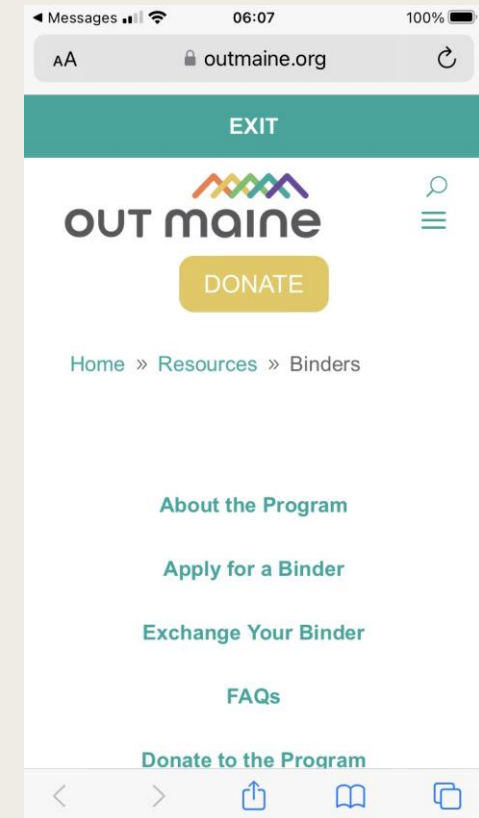 ◀ Messages 06:07 100%
AA outmaine.org
EXIT
OUT maine
DONATE
Home » Resources » Binders
About the Program
Apply for a Binder
Exchange Your Binder
FAQs
Donate to the Program